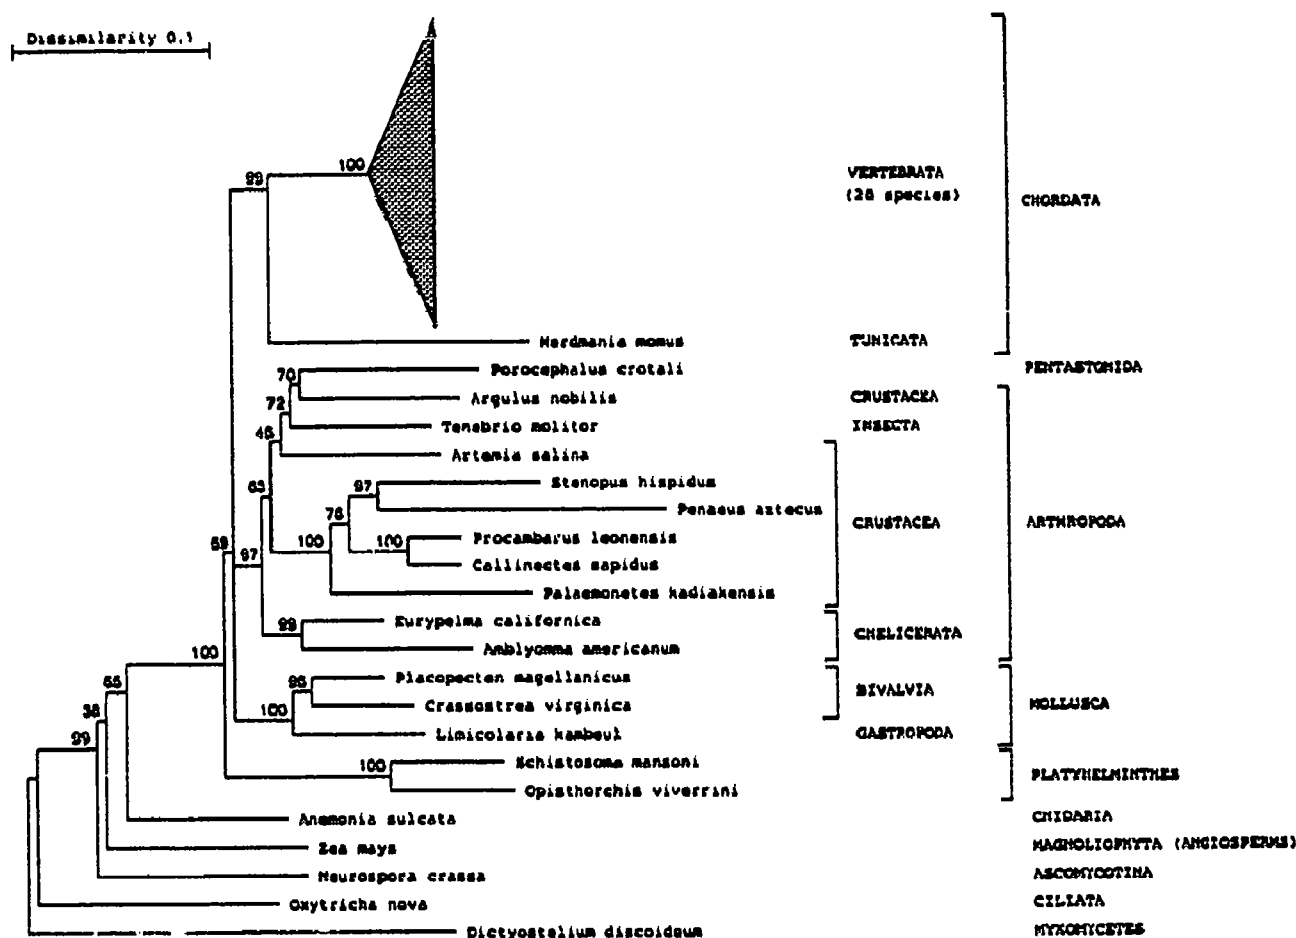 Dissimilarity 0.1
100
99
VERTEBRATA
(28 species)
CHORDATA
Herdmania momus
TUNICATA
Porocephalus crotali
PENTASTOMIDA
70
Argulus nobilis
CRUSTACEA
72
Tenebrio molitor
INSECTA
45
Artemia salina
63
97
Stenopus hispidus
Penaeus aztecus
76
CRUSTACEA
ARTHROPODA
100
100
Procambarus leonensis
Callinectes sapidus
Palaemonetes kadiakensis
69
97
99
Eurypelma californica
CHELICERATA
Amblyomma americanum
100
95
Placopecten magellanicus
BIVALVIA
Crassostrea virginica
MOLLUSCA
100
Limicolaria kambeul
GASTROPODA
65
38
99
100
Schistosoma mansoni
PLATYHELMINTHES
Opisthorchis viverrini
Anemonia sulcata
CNIDARIA
Zea mays
MAGNOLIOPHYTA (ANGIOSPERMS)
Neurospora crassa
ASCOMYCOTINA
Oxytricha nova
CILIATA
Dictyostelium discoideum
MYXOMYCETES